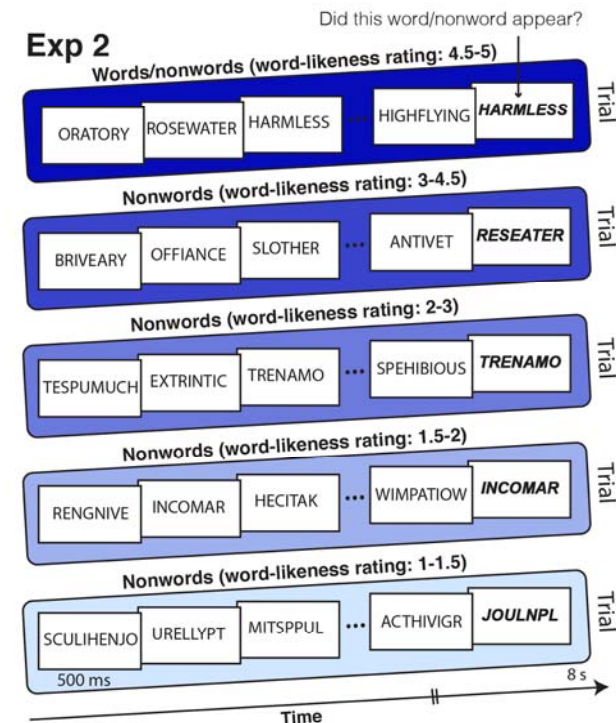 Did this word/nonword appear?
Exp 2
Words/nonwords (word-likeness rating: 4.5-5)
ORATORY ROSEWATER HARMLESS ... HIGHFLYING HARMLESS
Trial
Nonwords (word-likeness rating: 3-4.5)
BRIVEARY OFFIANCE SLOTHER ... ANTIVET RESEATER
Trial
Nonwords (word-likeness rating: 2-3)
TESPUMUCH EXTRINTIC TRENAMO ... SPEHIBIOUS TRENAMO
Trial
Nonwords (word-likeness rating: 1.5-2)
RENGNIVE INCOMAR HECITAK ... WIMPATIOW INCOMAR
Trial
Nonwords (word-likeness rating: 1-1.5)
SCULIHENJO URELLYPT MITSPPUL ... ACTHIVIGR JOULNPL
Trial
500 ms 8 s
Time